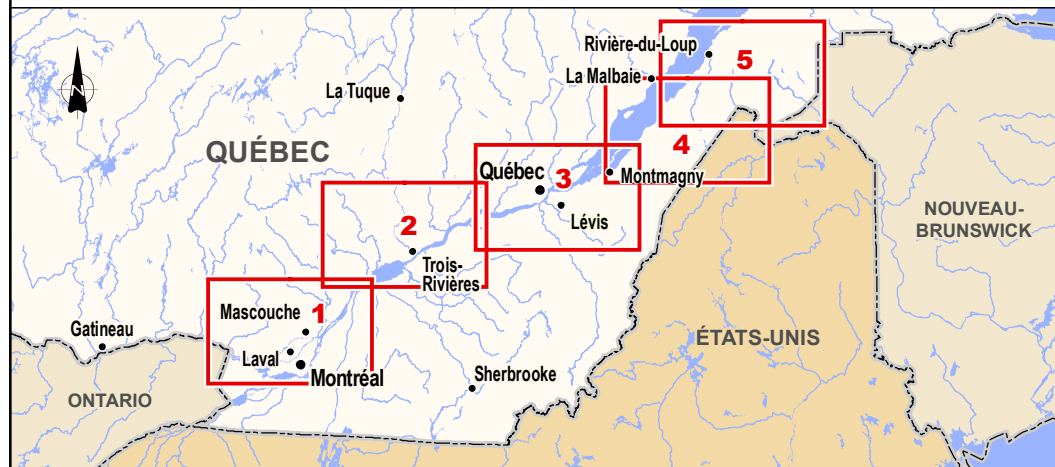 Rivière-du-Loup
5
La Malbaie
N
La Tuque
4
QUÉBEC
Québec
3
Montmagny
Lévis
NOUVEAU-
BRUNSWICK
2
Trois-
Rivières
Mascouche
1
Gatineau
Laval
Montréal
ÉTATS-UNIS
Sherbrooke
ONTARIO